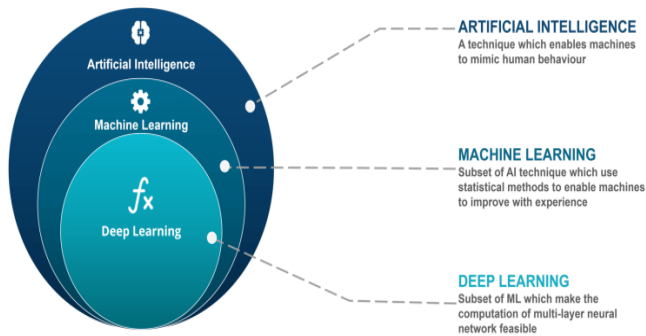 Artificial Intelligence
Machine Learning
fx
Deep Learning
ARTIFICIAL INTELLIGENCE
A technique which enables machines
to mimic human behaviour
MACHINE LEARNING
Subset of AI technique which use
statistical methods to enable machines
to improve with experience
DEEP LEARNING
Subset of ML which make the
computation of multi-layer neural
network feasible